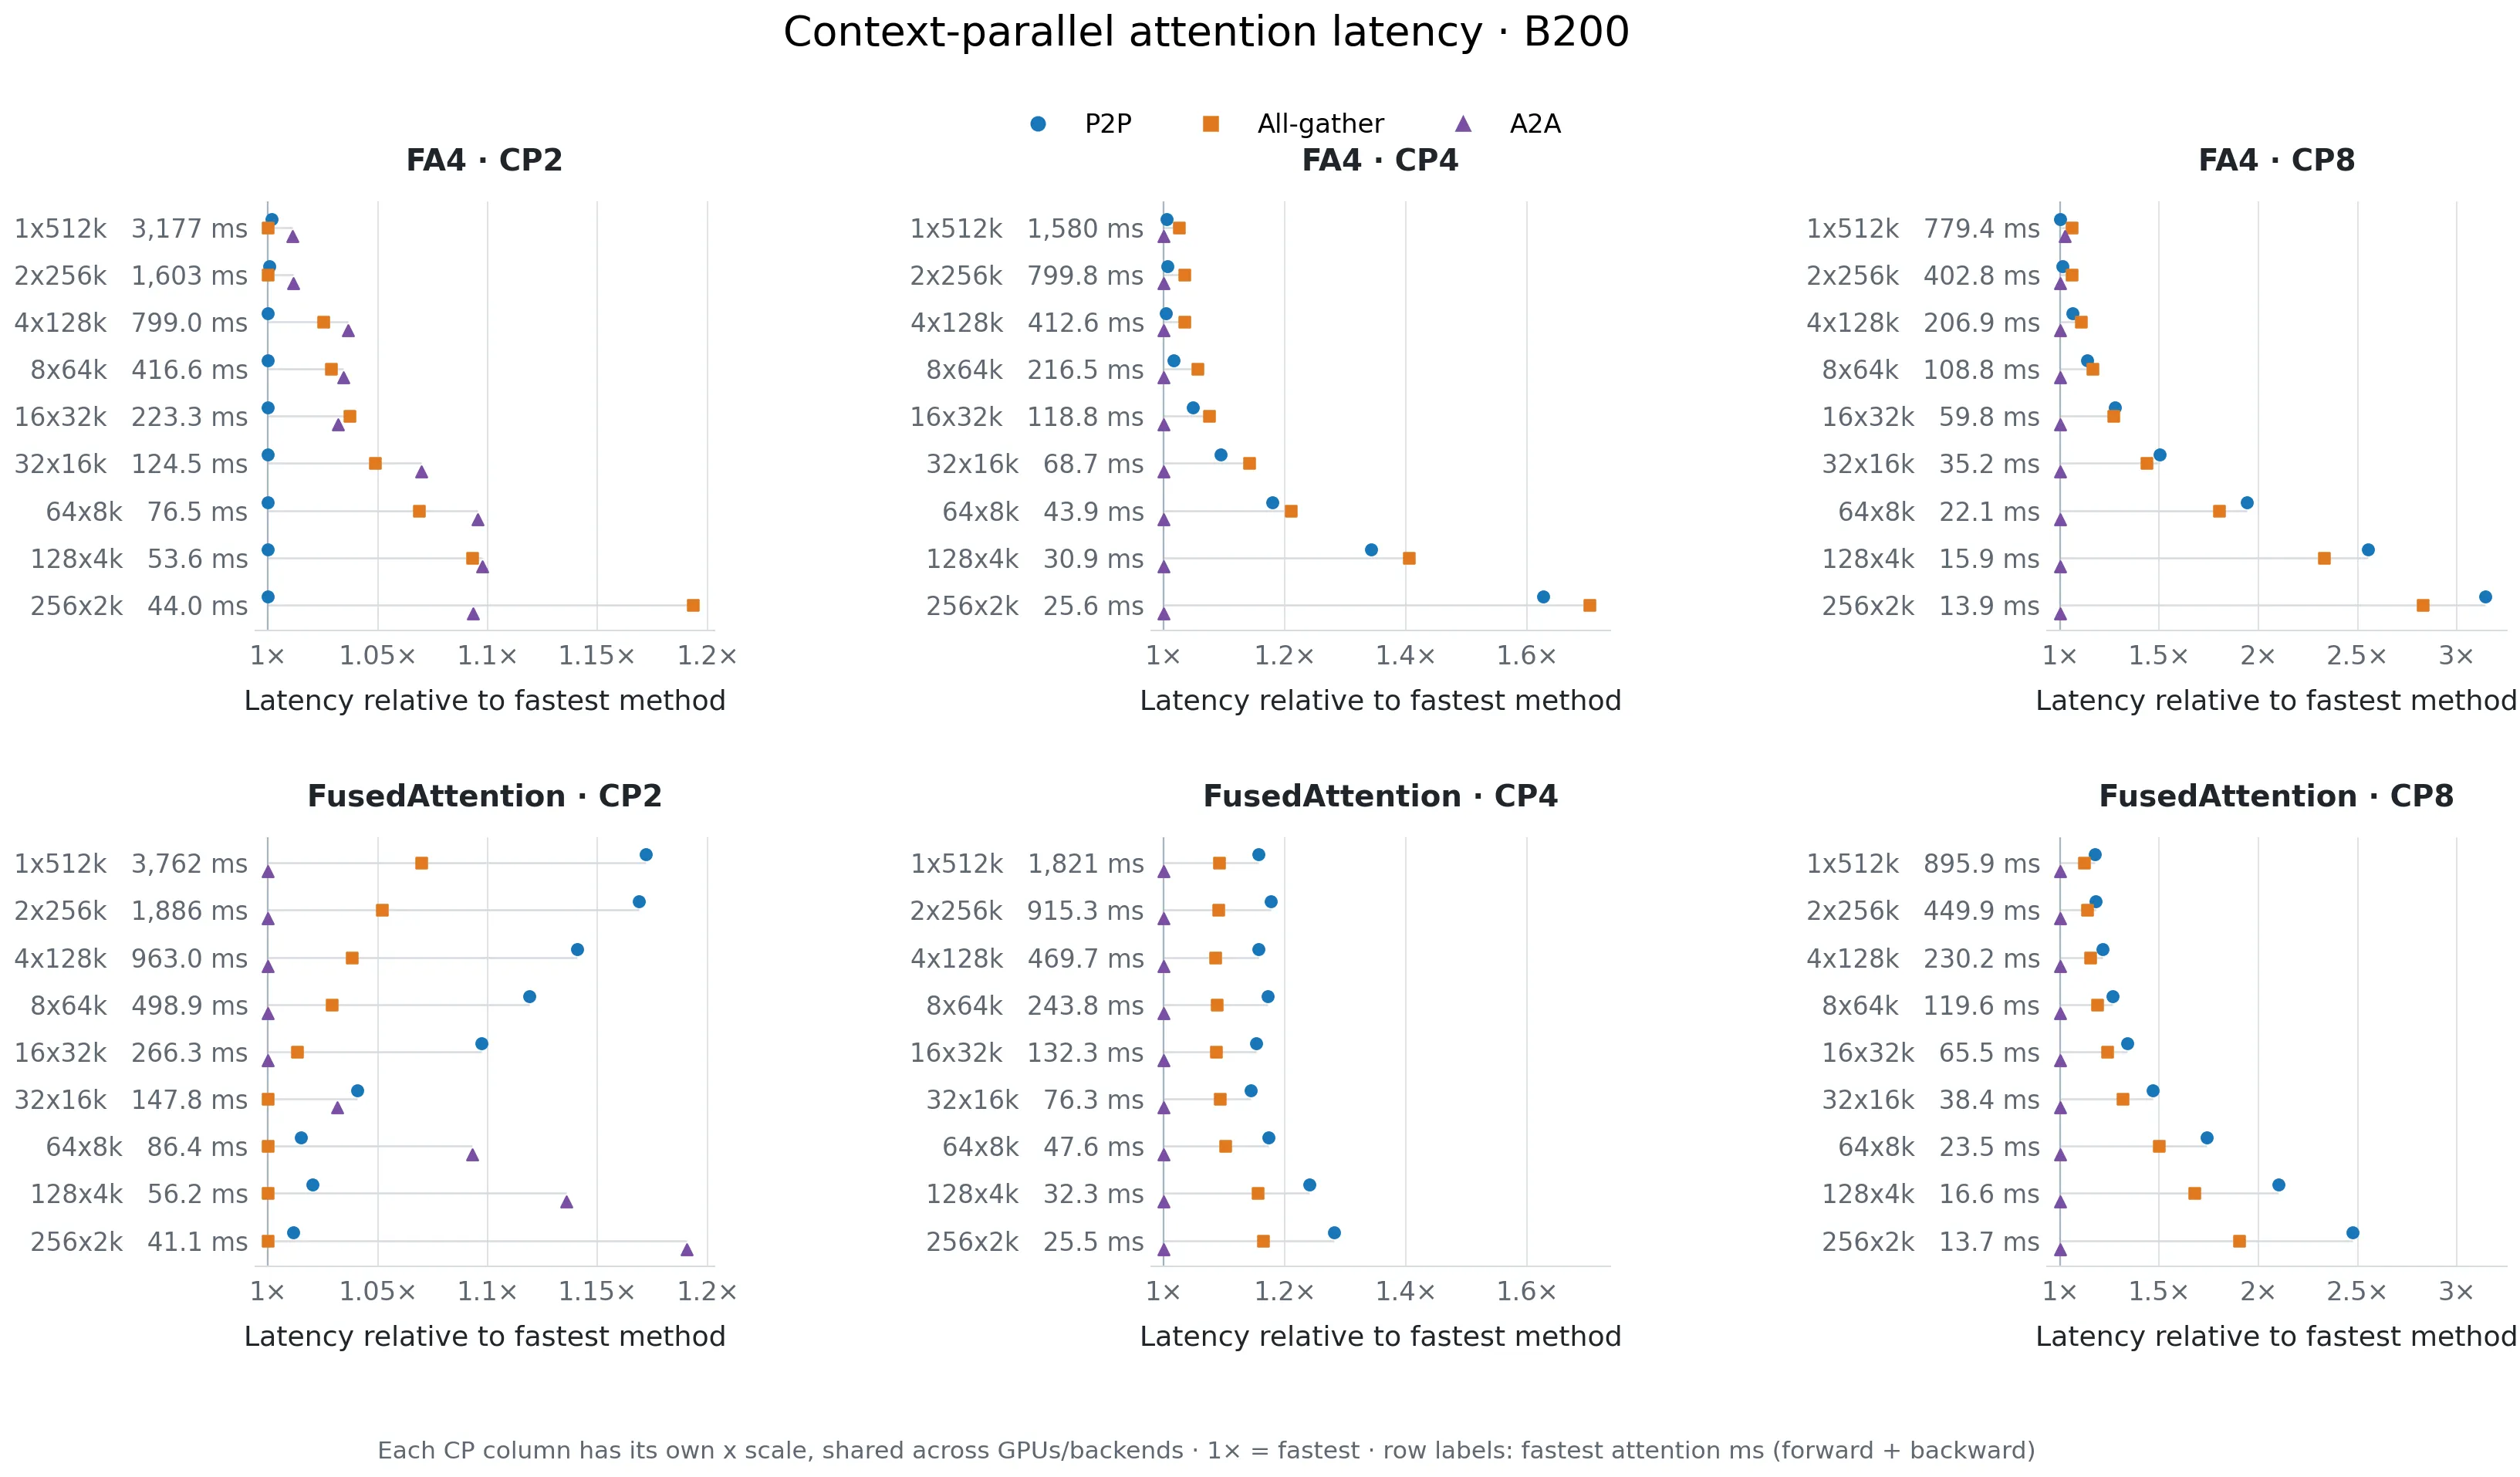 Context-parallel attention latency · B200
P2P All-gather A2A
FA4 · CP2
1x512k 3,177 ms
2x256k 1,603 ms
4x128k 799.0 ms
8x64k 416.6 ms
16x32k 223.3 ms
32x16k 124.5 ms
64x8k 76.5 ms
128x4k 53.6 ms
256x2k 44.0 ms
1× 1.05× 1.1× 1.15× 1.2×
Latency relative to fastest method
FA4 · CP4
1x512k 1,580 ms
2x256k 799.8 ms
4x128k 412.6 ms
8x64k 216.5 ms
16x32k 118.8 ms
32x16k 68.7 ms
64x8k 43.9 ms
128x4k 30.9 ms
256x2k 25.6 ms
1× 1.2× 1.4× 1.6×
Latency relative to fastest method
FA4 · CP8
1x512k 779.4 ms
2x256k 402.8 ms
4x128k 206.9 ms
8x64k 108.8 ms
16x32k 59.8 ms
32x16k 35.2 ms
64x8k 22.1 ms
128x4k 15.9 ms
256x2k 13.9 ms
1× 1.5× 2× 2.5× 3×
Latency relative to fastest method
FusedAttention · CP2
1x512k 3,762 ms
2x256k 1,886 ms
4x128k 963.0 ms
8x64k 498.9 ms
16x32k 266.3 ms
32x16k 147.8 ms
64x8k 86.4 ms
128x4k 56.2 ms
256x2k 41.1 ms
1× 1.05× 1.1× 1.15× 1.2×
Latency relative to fastest method
FusedAttention · CP4
1x512k 1,821 ms
2x256k 915.3 ms
4x128k 469.7 ms
8x64k 243.8 ms
16x32k 132.3 ms
32x16k 76.3 ms
64x8k 47.6 ms
128x4k 32.3 ms
256x2k 25.5 ms
1× 1.2× 1.4× 1.6×
Latency relative to fastest method
FusedAttention · CP8
1x512k 895.9 ms
2x256k 449.9 ms
4x128k 230.2 ms
8x64k 119.6 ms
16x32k 65.5 ms
32x16k 38.4 ms
64x8k 23.5 ms
128x4k 16.6 ms
256x2k 13.7 ms
1× 1.5× 2× 2.5× 3×
Latency relative to fastest method
Each CP column has its own x scale, shared across GPUs/backends · 1× = fastest · row labels: fastest attention ms (forward + backward)